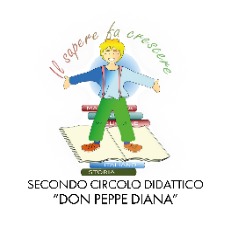 Il sapere fa crescere
STORIA
SECONDO CIRCOLO DIDATTICO
"DON PEPPE DIANA"